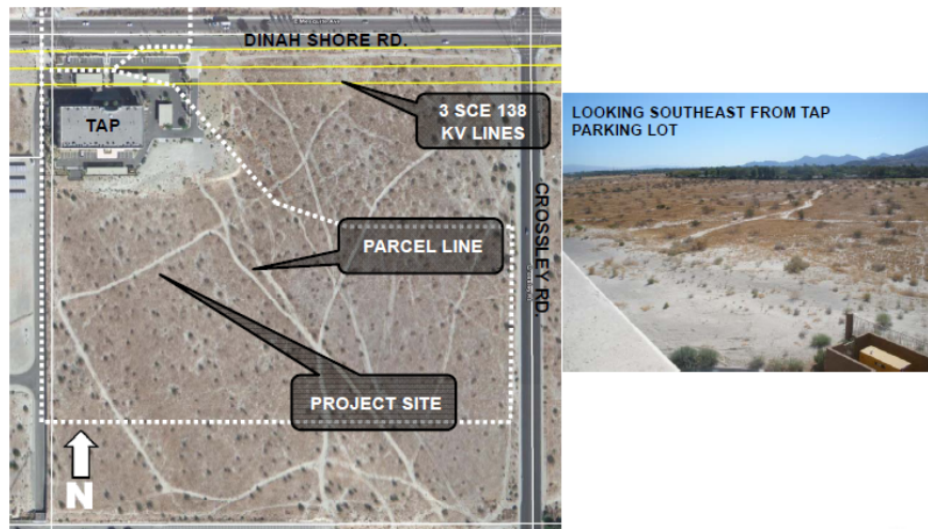 DINAH SHORE RD.
TAP
3 SCE 138
KV LINES
CROSSLEY RD.
PARCEL LINE
PROJECT SITE
N
LOOKING SOUTHEAST FROM TAP
PARKING LOT